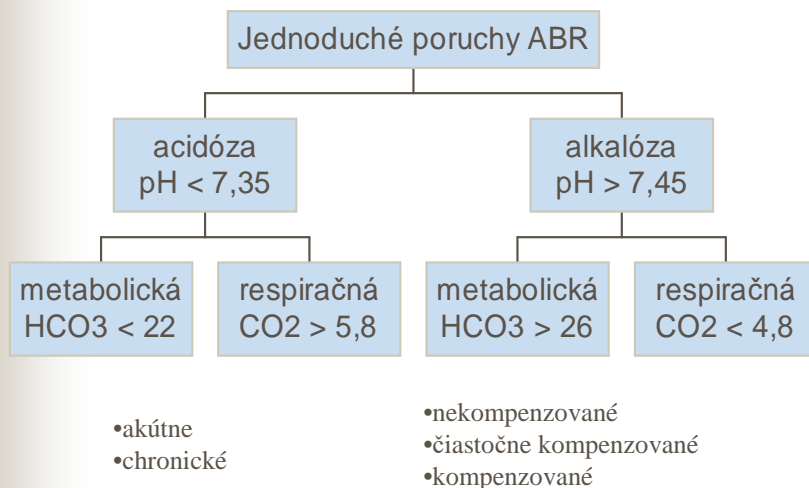 Jednoduché poruchy ABR
acidóza
pH < 7,35
alkalóza
pH > 7,45
metabolická
HCO3 < 22
respiračná
CO2 > 5,8
metabolická
HCO3 > 26
respiračná
CO2 < 4,8
•akútne
•chronické
•nekompenzované
•čiastočne kompenzované
•kompenzované